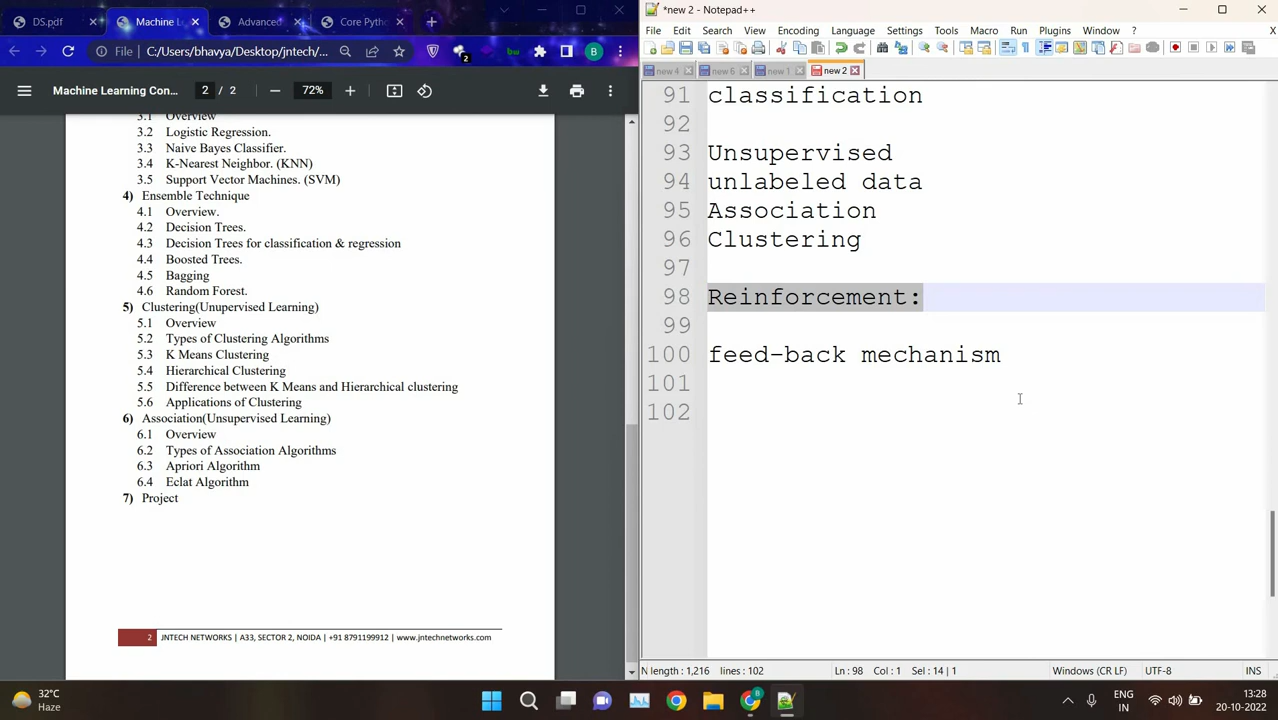 DS.pdf
Machine L
Advanced
Core Pytho
File
C:/Users/bhavya/Desktop/jntech/...
B
2
Machine Learning Con...
2 / 2
72%
3.1 Overview
3.2 Logistic Regression.
3.3 Naive Bayes Classifier.
3.4 K-Nearest Neighbor. (KNN)
3.5 Support Vector Machines. (SVM)
4) Ensemble Technique
4.1 Overview.
4.2 Decision Trees.
4.3 Decision Trees for classification & regression
4.4 Boosted Trees.
4.5 Bagging
4.6 Random Forest.
5) Clustering(Unsupervised Learning)
5.1 Overview
5.2 Types of Clustering Algorithms
5.3 K Means Clustering
5.4 Hierarchical Clustering
5.5 Difference between K Means and Hierarchical clustering
5.6 Applications of Clustering
6) Association(Unsupervised Learning)
6.1 Overview
6.2 Types of Association Algorithms
6.3 Apriori Algorithm
6.4 Eclat Algorithm
7) Project
2 JNTECH NETWORKS | A33, SECTOR 2, NOIDA | +91 8791199912 | www.jntechnetworks.com
*new 2 - Notepad++
File Edit Search View Encoding Language Settings Tools Macro Run Plugins Window ?
new 4 new 5 new 1 new 2
91 classification
92
93 Unsupervised
94 unlabeled data
95 Association
96 Clustering
97
98 Reinforcement:
99
100 feed-back mechanism
101
102
N length : 1,216 lines : 102 Ln : 98 Col : 1 Sel : 14 | 1 Windows (CR LF) UTF-8 INS
32°C
Haze
ENG
IN
13:28
20-10-2022